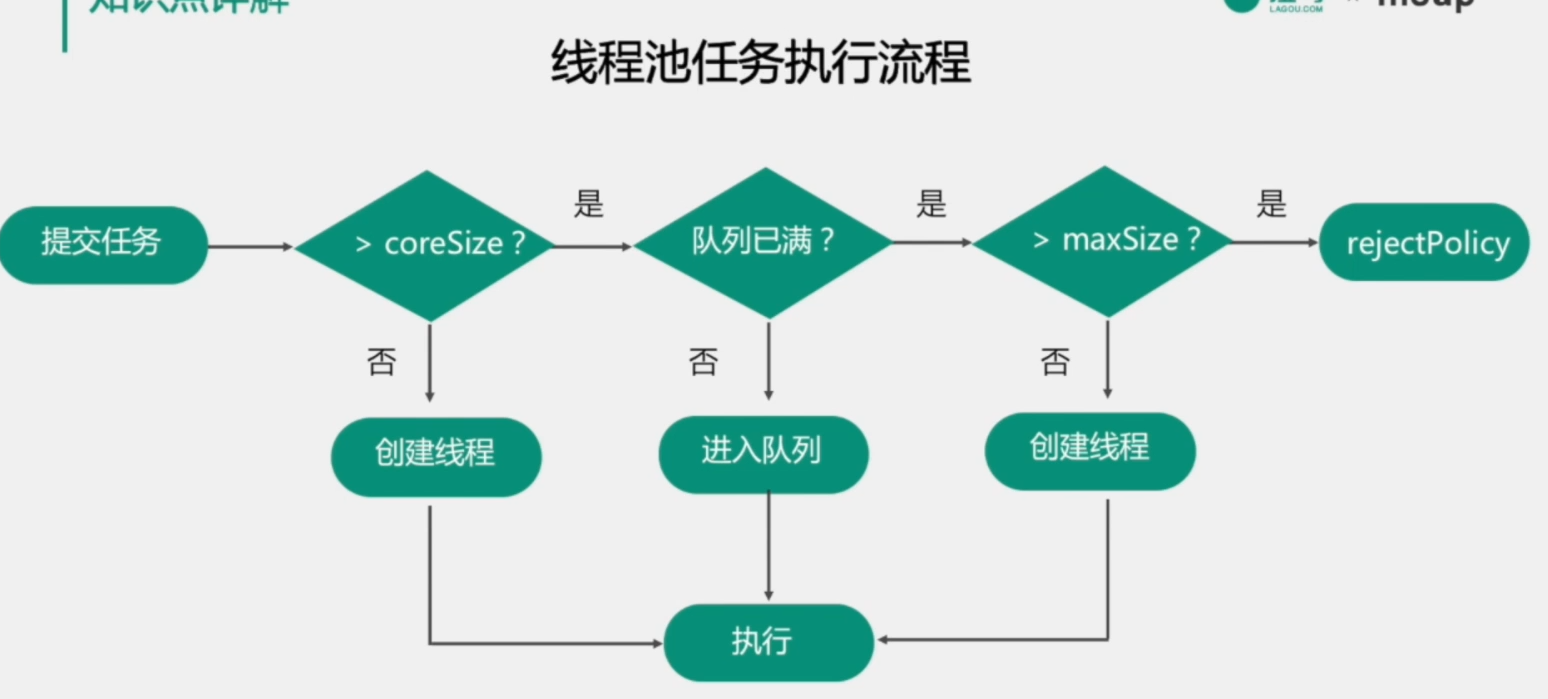 知识点详解
LAGOU.COM
线程池任务执行流程
提交任务
> coreSize？
是
队列已满？
是
> maxSize？
是
rejectPolicy
否
否
否
创建线程
进入队列
创建线程
执行